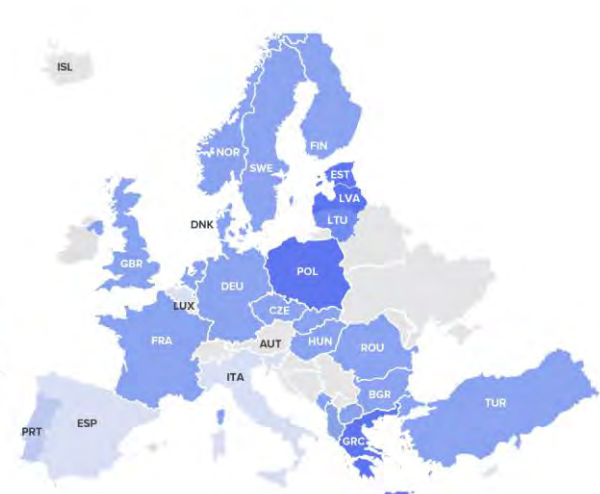 ISL
NOR
SWE
FIN
EST
LVA
LTU
DNK
GBR
POL
DEU
LUX
CZE
FRA
AUT
HUN
ROU
ITA
BGR
TUR
ESP
PRT
GRC